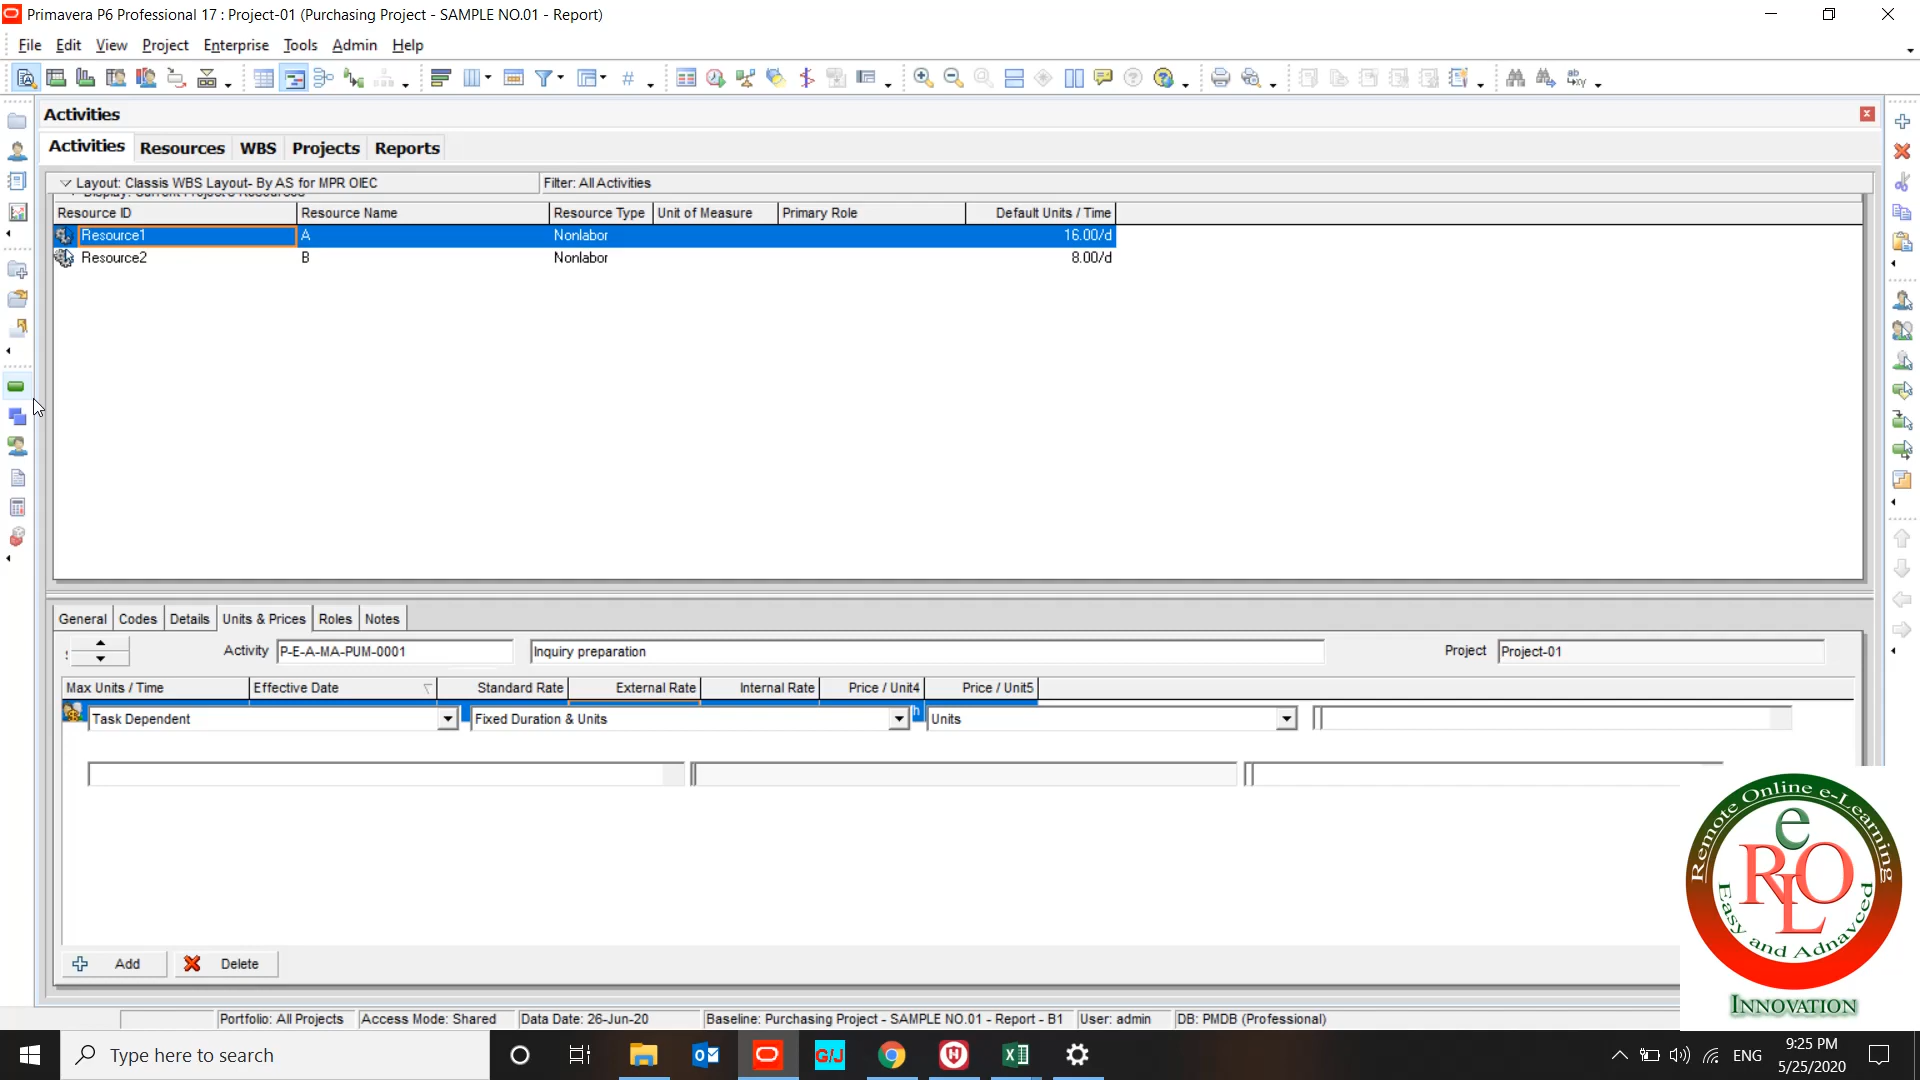 Primavera P6 Professional 17 : Project-01 (Purchasing Project - SAMPLE NO.01 - Report)
File Edit View Project Enterprise Tools Admin Help
Activities
Activities Resources WBS Projects Reports
Layout: Classis WBS Layout- By AS for MPR OIEC Filter: All Activities
Display: Current Project's Resources
Resource ID Resource Name Resource Type Unit of Measure Primary Role Default Units / Time
Resource1 A Nonlabor 16.00/d
Resource2 B Nonlabor 8.00/d
General Codes Details Units & Prices Roles Notes
Activity P-E-A-MA-PUM-0001 Inquiry preparation Project Project-01
Max Units / Time Effective Date Standard Rate External Rate Internal Rate Price / Unit4 Price / Unit5
Task Dependent Fixed Duration & Units h Units
Add Delete
Remote Online e-Learning
e
RLO
Easy and Adnavced
INNOVATION
Portfolio: All Projects Access Mode: Shared Data Date: 26-Jun-20 Baseline: Purchasing Project - SAMPLE NO.01 - Report - B1 User: admin DB: PMDB (Professional)
Type here to search G/J ENG 9:25 PM
5/25/2020